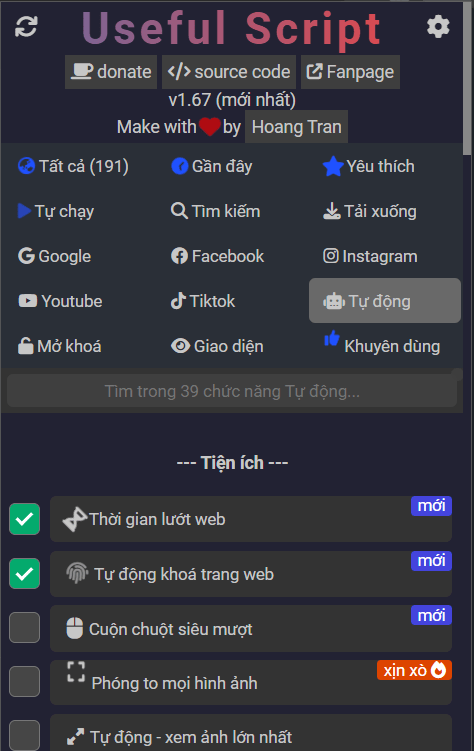 Useful Script
donate source code Fanpage
v1.67 (mới nhất)
Make with by Hoang Tran
Tất cả (191) Gần đây Yêu thích
Tự chạy Tìm kiếm Tải xuống
Google Facebook Instagram
Youtube Tiktok Tự động
Mở khoá Giao diện Khuyên dùng
Tìm trong 39 chức năng Tự động...
--- Tiện ích ---
mới
Thời gian lướt web
mới
Tự động khoá trang web
mới
Cuộn chuột siêu mượt
xịn xò
Phóng to mọi hình ảnh
Tự động - xem ảnh lớn nhất